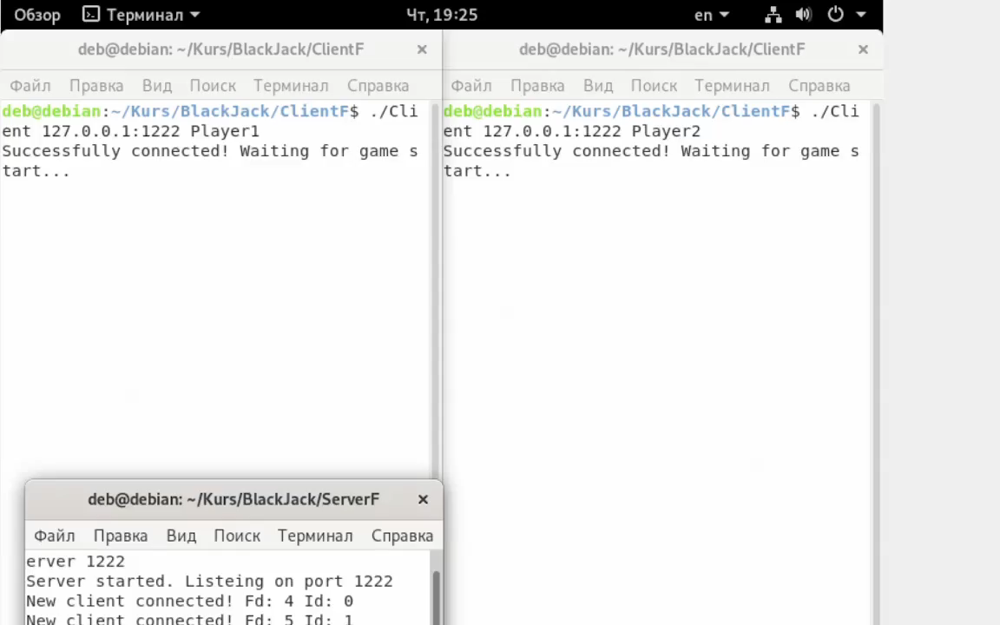 Обзор Терминал Чт, 19:25 en
deb@debian: ~/Kurs/BlackJack/ClientF ×
Файл Правка Вид Поиск Терминал Справка
deb@debian:~/Kurs/BlackJack/ClientF$ ./Cli
ent 127.0.0.1:1222 Player1
Successfully connected! Waiting for game s
tart...
deb@debian: ~/Kurs/BlackJack/ClientF ×
Файл Правка Вид Поиск Терминал Справка
deb@debian:~/Kurs/BlackJack/ClientF$ ./Cli
ent 127.0.0.1:1222 Player2
Successfully connected! Waiting for game s
tart...
deb@debian: ~/Kurs/BlackJack/ServerF ×
Файл Правка Вид Поиск Терминал Справка
erver 1222
Server started. Listeing on port 1222
New client connected! Fd: 4 Id: 0
New client connected! Fd: 5 Id: 1